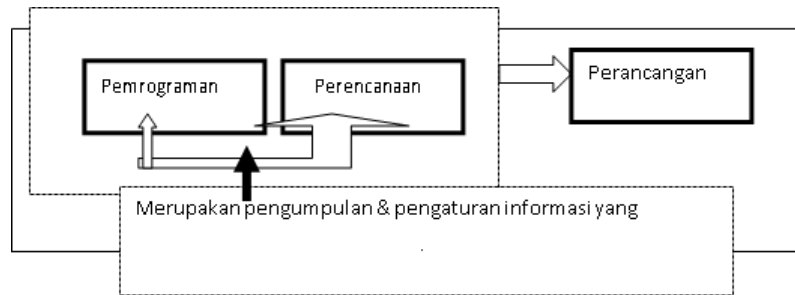 Pemrograman
Perencanaan
Perancangan
Merupakan pengumpulan & pengaturan informasi yang
.